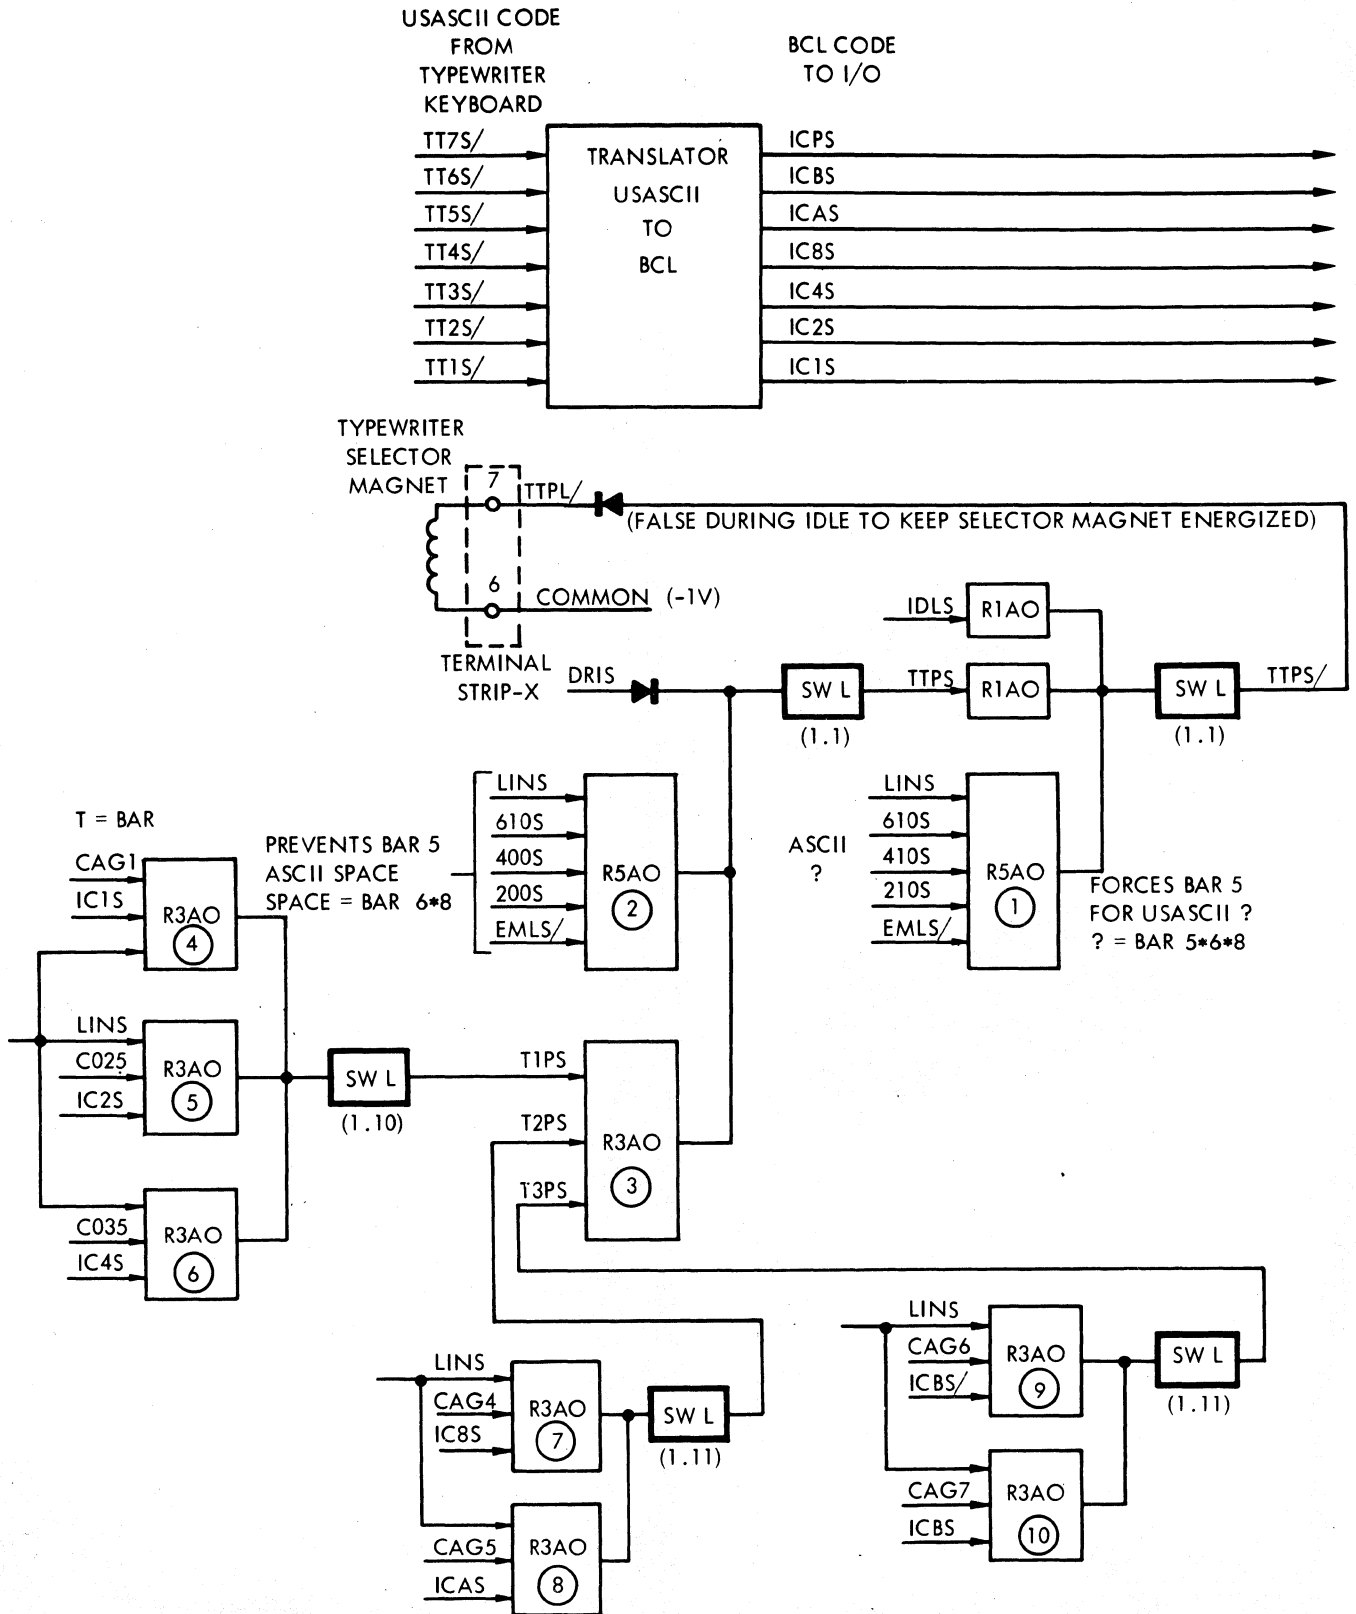 USASCII CODE
FROM
TYPEWRITER
KEYBOARD
BCL CODE
TO I/O
TT7S/
TT6S/
TT5S/
TT4S/
TT3S/
TT2S/
TT1S/
TRANSLATOR
USASCII
TO
BCL
ICPS
ICBS
ICAS
IC8S
IC4S
IC2S
IC1S
TYPEWRITER
SELECTOR
MAGNET
7
TTPL/
(FALSE DURING IDLE TO KEEP SELECTOR MAGNET ENERGIZED)
6
COMMON (-1V)
TERMINAL
STRIP-X
IDLS
R1AO
DRIS
SW L
(1.1)
TTPS
R1AO
SW L
(1.1)
TTPS/
T = BAR
PREVENTS BAR 5
ASCII SPACE
SPACE = BAR 6*8
LINS
610S
400S
200S
EMLS/
R5AO
2
ASCII
?
LINS
610S
410S
210S
EMLS/
R5AO
1
FORCES BAR 5
FOR USASCII ?
? = BAR 5*6*8
CAG1
IC1S
R3AO
4
LINS
C025
IC2S
R3AO
5
SW L
(1.10)
C035
IC4S
R3AO
6
T1PS
T2PS
T3PS
R3AO
3
LINS
CAG4
IC8S
R3AO
7
SW L
(1.11)
CAG5
ICAS
R3AO
8
LINS
CAG6
ICBS/
R3AO
9
SW L
(1.11)
CAG7
ICBS
R3AO
10